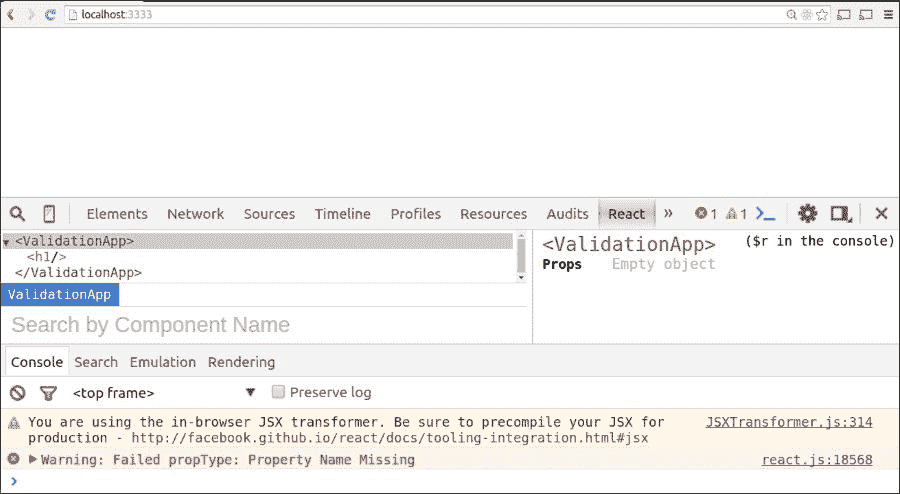 localhost:3333
Elements Network Sources Timeline Profiles Resources Audits React » 1 1
<ValidationApp>
<h1/>
</ValidationApp>
ValidationApp
Search by Component Name
<ValidationApp> ($r in the console)
Props Empty object
Console Search Emulation Rendering
<top frame> Preserve log
You are using the in-browser JSX transformer. Be sure to precompile your JSX for JSXTransformer.js:314
production - http://facebook.github.io/react/docs/tooling-integration.html#jsx
Warning: Failed propType: Property Name Missing react.js:18568